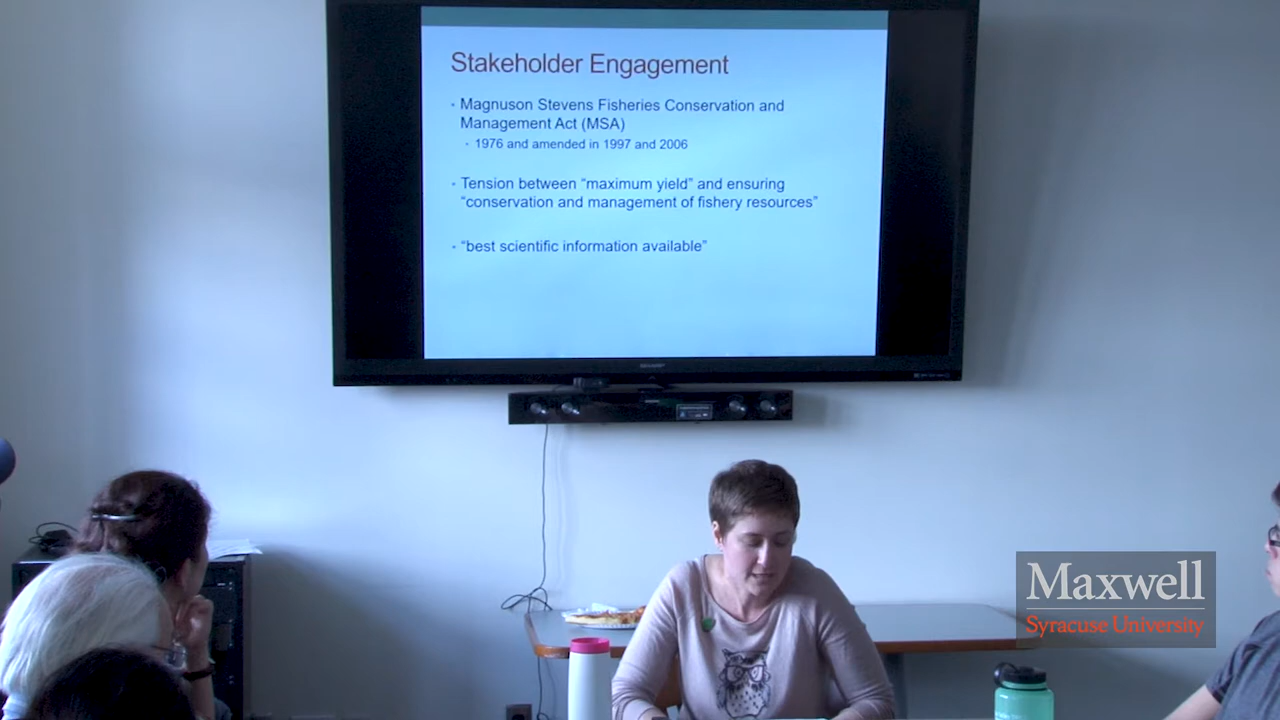 Stakeholder Engagement
• Magnuson Stevens Fisheries Conservation and
Management Act (MSA)
• 1976 and amended in 1997 and 2006
• Tension between “maximum yield” and ensuring
“conservation and management of fishery resources”
• “best scientific information available”
SHARP
Maxwell
Syracuse University